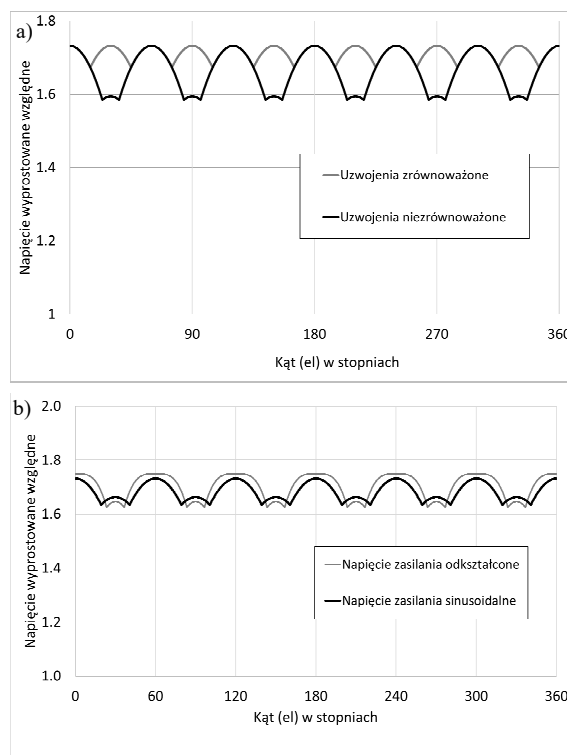 a)
Napięcie wyprostowane względne
1.8
1.6
1.4
1.2
1
Uzwojenia zrównoważone
Uzwojenia niezrównoważone
0 90 180 270 360
Kąt (el) w stopniach
b)
Napięcie wyprostowane względne
2.0
1.8
1.6
1.4
1.2
1.0
Napięcie zasilania odkształcone
Napięcie zasilania sinusoidalne
0 60 120 180 240 300 360
Kąt (el) w stopniach